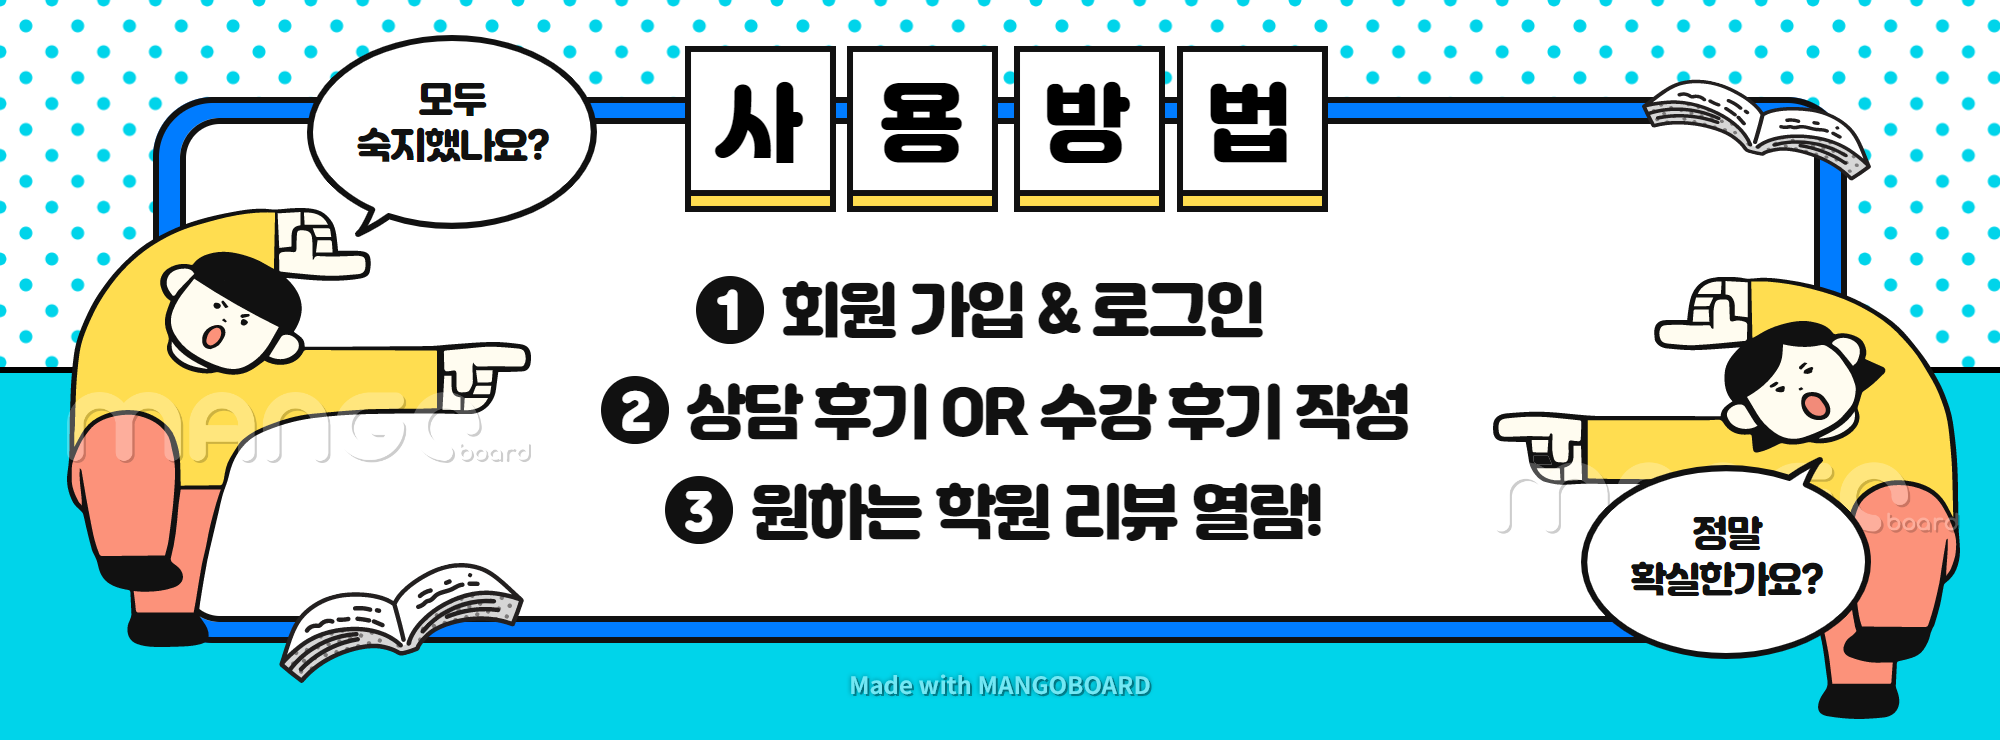 모두
숙지했나요?
사용방법
1 회원 가입 & 로그인
2 상담 후기 OR 수강 후기 작성
3 원하는 학원 리뷰 열람!
mango board
mango board
정말
확실한가요?
Made with MANGOBOARD